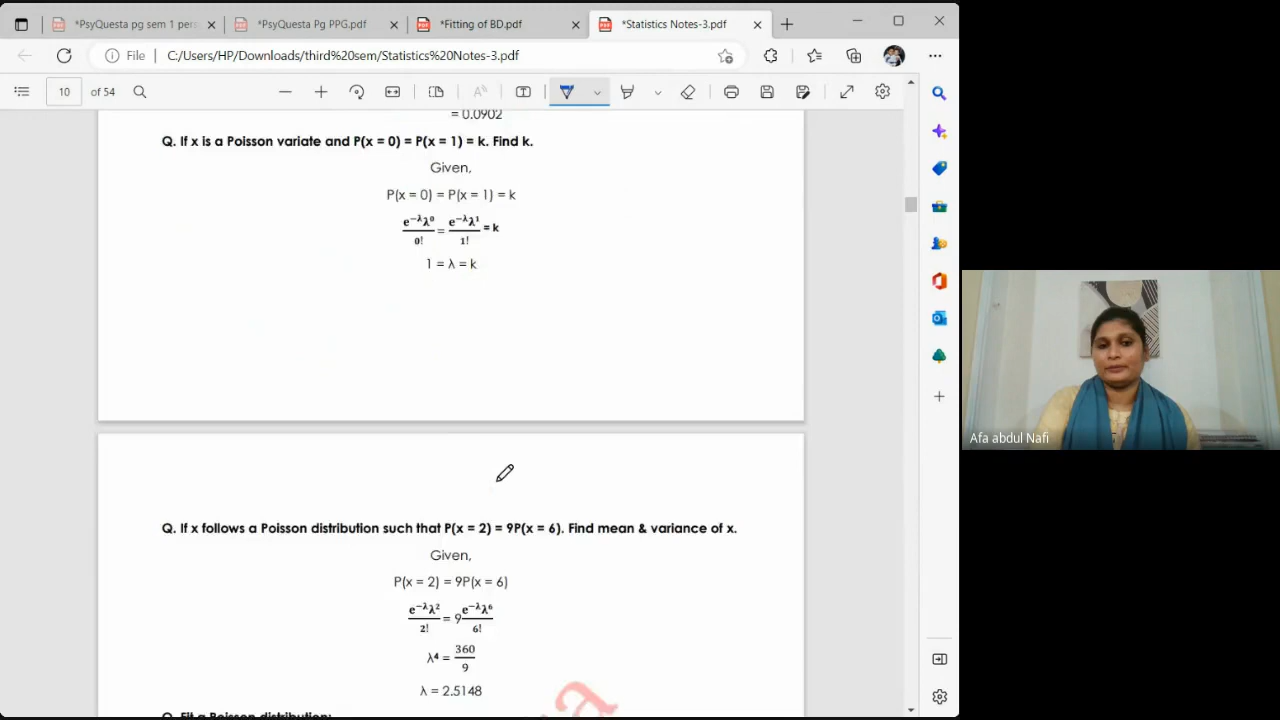 *PsyQuesta pg sem 1 pers
*PsyQuesta Pg PPG.pdf
*Fitting of BD.pdf
*Statistics Notes-3.pdf
File
C:/Users/HP/Downloads/third%20sem/Statistics%20Notes-3.pdf
10 of 54
= 0.0902
Q. If x is a Poisson variate and P(x = 0) = P(x = 1) = k. Find k.
Given,
P(x = 0) = P(x = 1) = k
e⁻λλ⁰/0! = e⁻λλ¹/1! = k
1 = λ = k
Afa abdul Nafi
Q. If x follows a Poisson distribution such that P(x = 2) = 9P(x = 6). Find mean & variance of x.
Given,
P(x = 2) = 9P(x = 6)
e⁻λλ²/2! = 9e⁻λλ⁶/6!
λ⁴ = 360/9
λ = 2.5148
Q. Fit a Poisson distribution: